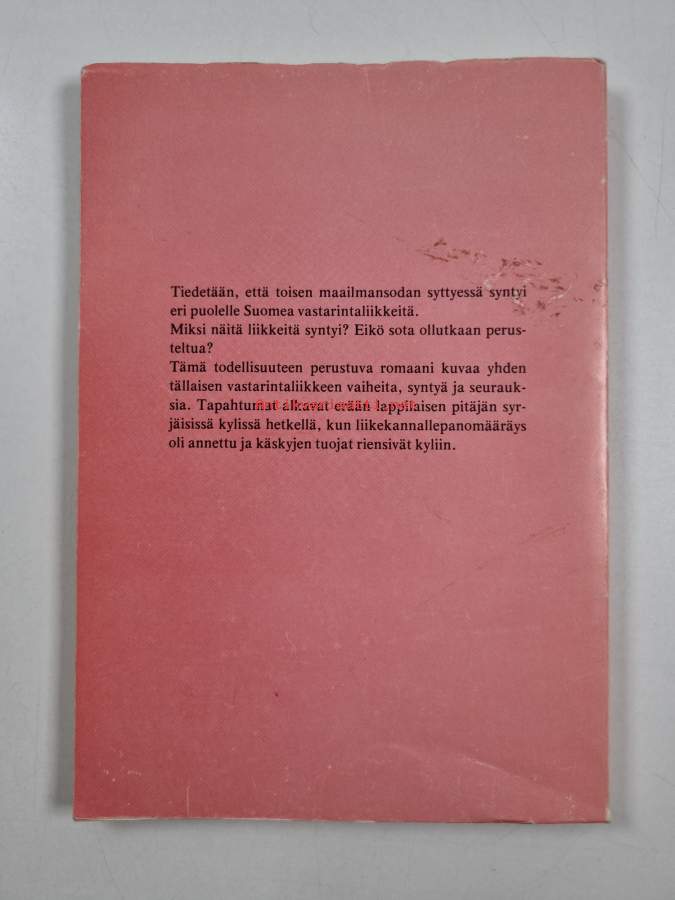 Tiedetään, että toisen maailmansodan syttyessä syntyi
eri puolelle Suomea vastarintaliikkeitä.
Miksi näitä liikkeitä syntyi? Eikö sota ollutkaan perus-
teltua?
Tämä todellisuuteen perustuva romaani kuvaa yhden
tällaisen vastarintaliikkeen vaiheita, syntyä ja seurauk-
sia. Tapahtumat alkavat erään lappilaisen pitäjän syr-
jäisissä kylissä hetkellä, kun liikekannallepanomääräys
oli annettu ja käskyjen tuojat riensivät kyliin.